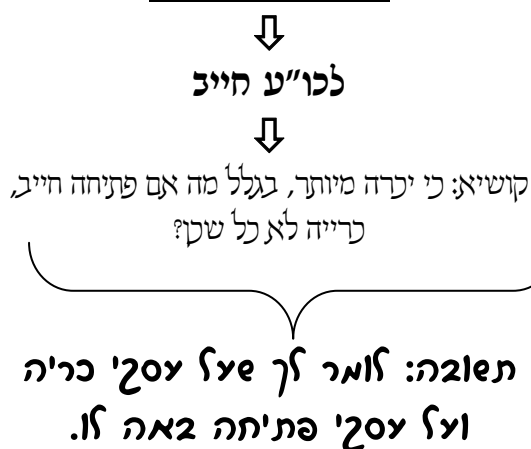 לכו"ע חייב
קושיא: כי יכרה מיותר, בגלל מה אם פתיחה חייב,
כרייה לא כל שכן?
תשובה: לומר לך שעל עסקי כריה
ועל עסקי פתיחה באה לו.